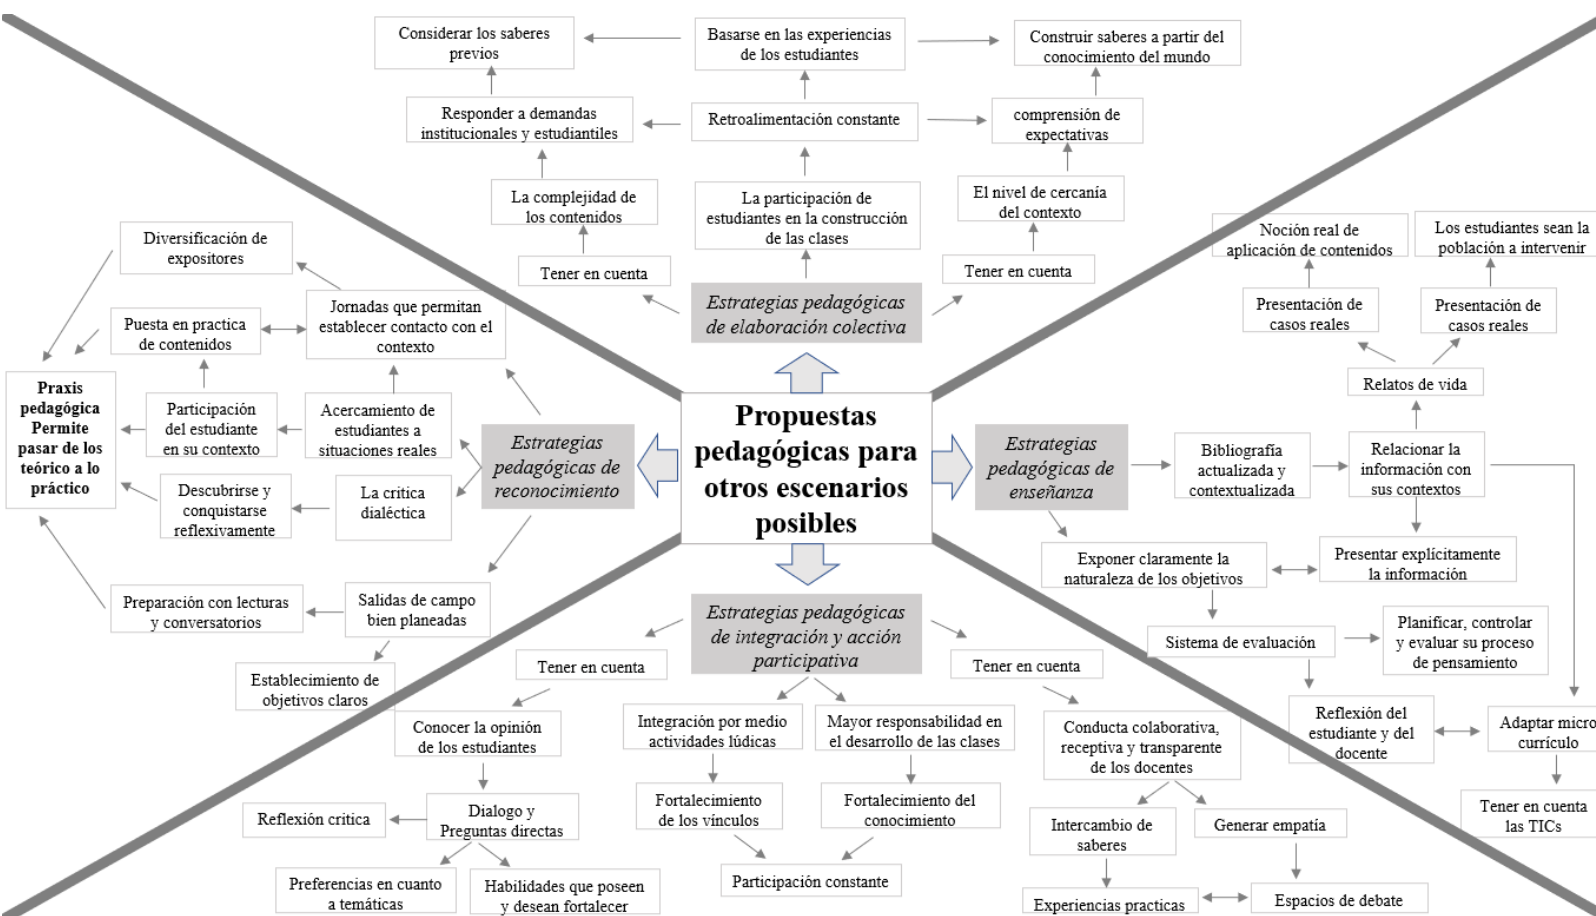 Considerar los saberes
previos
Basarse en las experiencias
de los estudiantes
Construir saberes a partir del
conocimiento del mundo
Responder a demandas
institucionales y estudiantiles
Retroalimentación constante
comprensión de
expectativas
La complejidad de
los contenidos
La participación de
estudiantes en la construcción
de las clases
El nivel de cercanía
del contexto
Tener en cuenta
Tener en cuenta
Estrategias pedagógicas
de elaboración colectiva
Diversificación de
expositores
Jornadas que permitan
establecer contacto con el
contexto
Puesta en practica
de contenidos
Praxis
pedagógica
Permite
pasar de los
teórico a lo
práctico
Participación
del estudiante
en su contexto
Acercamiento de
estudiantes a
situaciones reales
Estrategias
pedagógicas de
reconocimiento
Descubrirse y
conquistarse
reflexivamente
La critica
dialéctica
Preparación con lecturas
y conversatorios
Salidas de campo
bien planeadas
Establecimiento de
objetivos claros
Propuestas
pedagógicas para
otros escenarios
posibles
Noción real de
aplicación de contenidos
Los estudiantes sean la
población a intervenir
Presentación de
casos reales
Presentación de
casos reales
Relatos de vida
Estrategias
pedagógicas de
enseñanza
Bibliografía
actualizada y
contextualizada
Relacionar la
información con
sus contextos
Exponer claramente la
naturaleza de los objetivos
Presentar explícitamente
la información
Sistema de evaluación
Planificar, controlar
y evaluar su proceso
de pensamiento
Reflexión del
estudiante y del
docente
Adaptar micro
currículo
Tener en cuenta
las TICs
Estrategias pedagógicas
de integración y acción
participativa
Tener en cuenta
Tener en cuenta
Conocer la opinión
de los estudiantes
Integración por medio
actividades lúdicas
Mayor responsabilidad en
el desarrollo de las clases
Conducta colaborativa,
receptiva y transparente
de los docentes
Reflexión critica
Dialogo y
Preguntas directas
Fortalecimiento
de los vínculos
Fortalecimiento del
conocimiento
Intercambio de
saberes
Generar empatía
Preferencias en cuanto
a temáticas
Habilidades que poseen
y desean fortalecer
Participación constante
Experiencias practicas
Espacios de debate